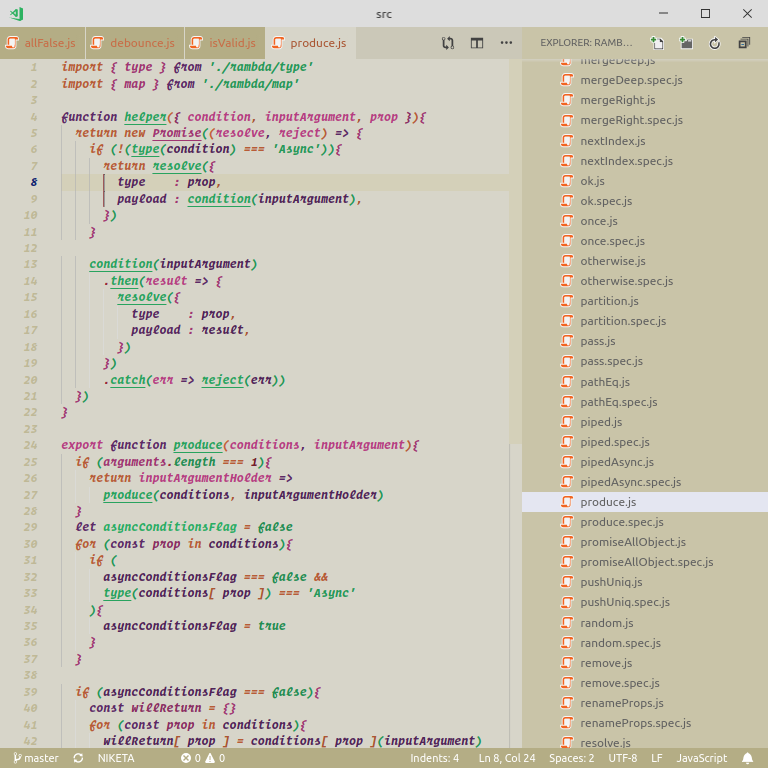 src
allFalse.js debounce.js isValid.js produce.js
EXPLORER: RAMB...
1 import { type } from './rambda/type'
2 import { map } from './rambda/map'
3
4 function helper({ condition, inputArgument, prop }){
5 return new Promise((resolve, reject) => {
6 if (!(type(condition) === 'Async')){
7 return resolve({
8 type : prop,
9 payload : condition(inputArgument),
10 })
11 }
12
13 condition(inputArgument)
14 .then(result => {
15 resolve({
16 type : prop,
17 payload : result,
18 })
19 })
20 .catch(err => reject(err))
21 })
22 }
23
24 export function produce(conditions, inputArgument){
25 if (arguments.length === 1){
26 return inputArgumentHolder =>
27 produce(conditions, inputArgumentHolder)
28 }
29 let asyncConditionsFlag = false
30 for (const prop in conditions){
31 if (
32 asyncConditionsFlag === false &&
33 type(conditions[ prop ]) === 'Async'
34 ){
35 asyncConditionsFlag = true
36 }
37 }
38
39 if (asyncConditionsFlag === false){
40 const willReturn = {}
41 for (const prop in conditions){
42 willReturn[ prop ] = conditions[ prop ](inputArgument)
mergeDeep.js
mergeDeep.spec.js
mergeRight.js
mergeRight.spec.js
nextIndex.js
nextIndex.spec.js
ok.js
ok.spec.js
once.js
once.spec.js
otherwise.js
otherwise.spec.js
partition.js
partition.spec.js
pass.js
pass.spec.js
pathEq.js
pathEq.spec.js
piped.js
piped.spec.js
pipedAsync.js
pipedAsync.spec.js
produce.js
produce.spec.js
promiseAllObject.js
promiseAllObject.spec.js
pushUniq.js
pushUniq.spec.js
random.js
random.spec.js
remove.js
remove.spec.js
renameProps.js
renameProps.spec.js
resolve.js
master NIKETA 0 0 Indents: 4 Ln 8, Col 24 Spaces: 2 UTF-8 LF JavaScript